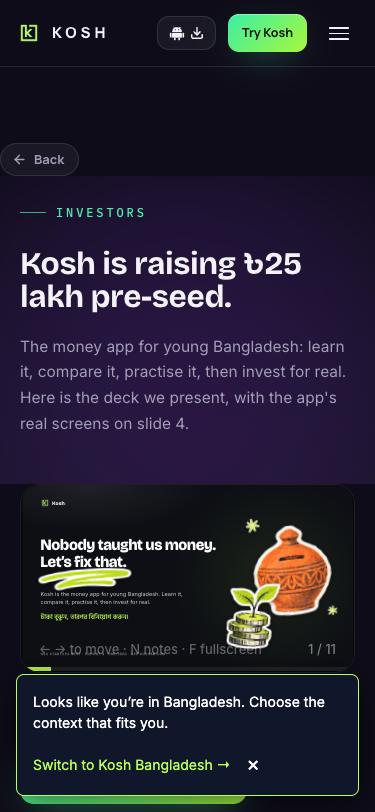 KOSH
Try Kosh
← Back
INVESTORS
Kosh is raising ৳25
lakh pre-seed.
The money app for young Bangladesh: learn
it, compare it, practise it, then invest for real.
Here is the deck we present, with the app's
real screens on slide 4.
Kosh
Nobody taught us money.
Let's fix that.
Kosh is the money app for young Bangladesh. Learn it,
compare it, practise it, then invest for real.
টাকা বুঝুন, তারপর বিনিয়োগ করুন।
← → to move · N notes · F fullscreen 1 / 11
Looks like you're in Bangladesh. Choose the
context that fits you.
Switch to Kosh Bangladesh → ×